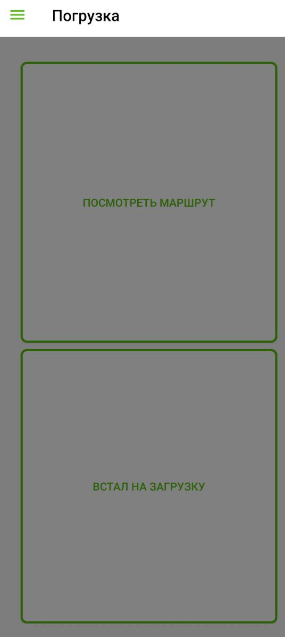 Погрузка
ПОСМОТРЕТЬ МАРШРУТ
ВСТАЛ НА ЗАГРУЗКУ